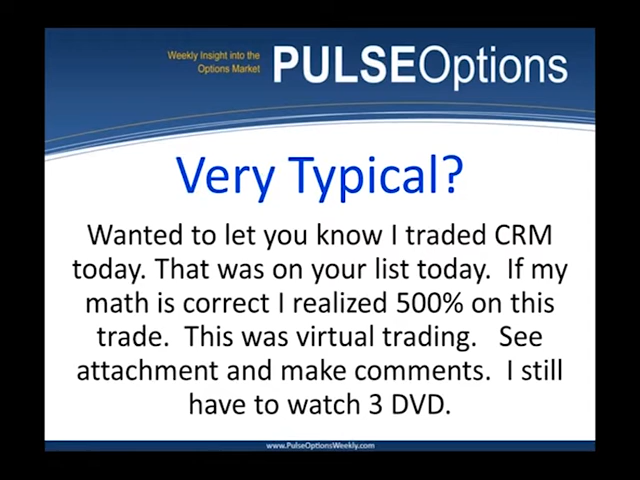 Weekly Insight into the
Options Market
PULSEOptions
Very Typical?
Wanted to let you know I traded CRM
today. That was on your list today.  If my
math is correct I realized 500% on this
trade.  This was virtual trading.   See
attachment and make comments.  I still
have to watch 3 DVD.
www.PulseOptionsWeekly.com